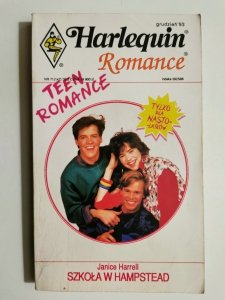 grudzień '93
Harlequin®
Romance®
TEEN
ROMANCE
TYLKO
DLA
NASTO-
LATKÓW
Janice Harrell
SZKOŁA W HAMPSTEAD